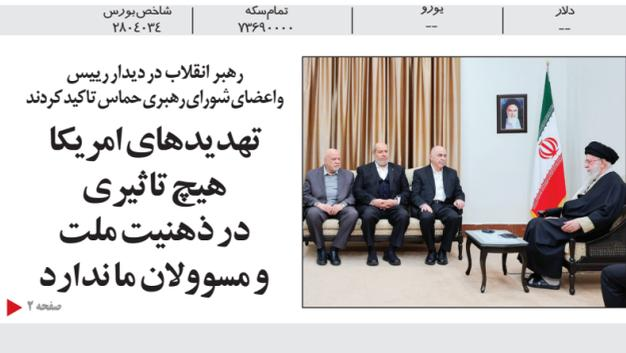 دلار
--
یورو
--
تمام‌سکه
۷۳۶۹۰۰۰۰
شاخص‌بورس
۲۸۰۴۰۳۴
رهبر انقلاب در دیدار رییس
و اعضای شورای رهبری حماس تاکید کردند
تهدیدهای امریکا
هیچ تاثیری
در ذهنیت ملت
و مسوولان ما ندارد
صفحه ۲